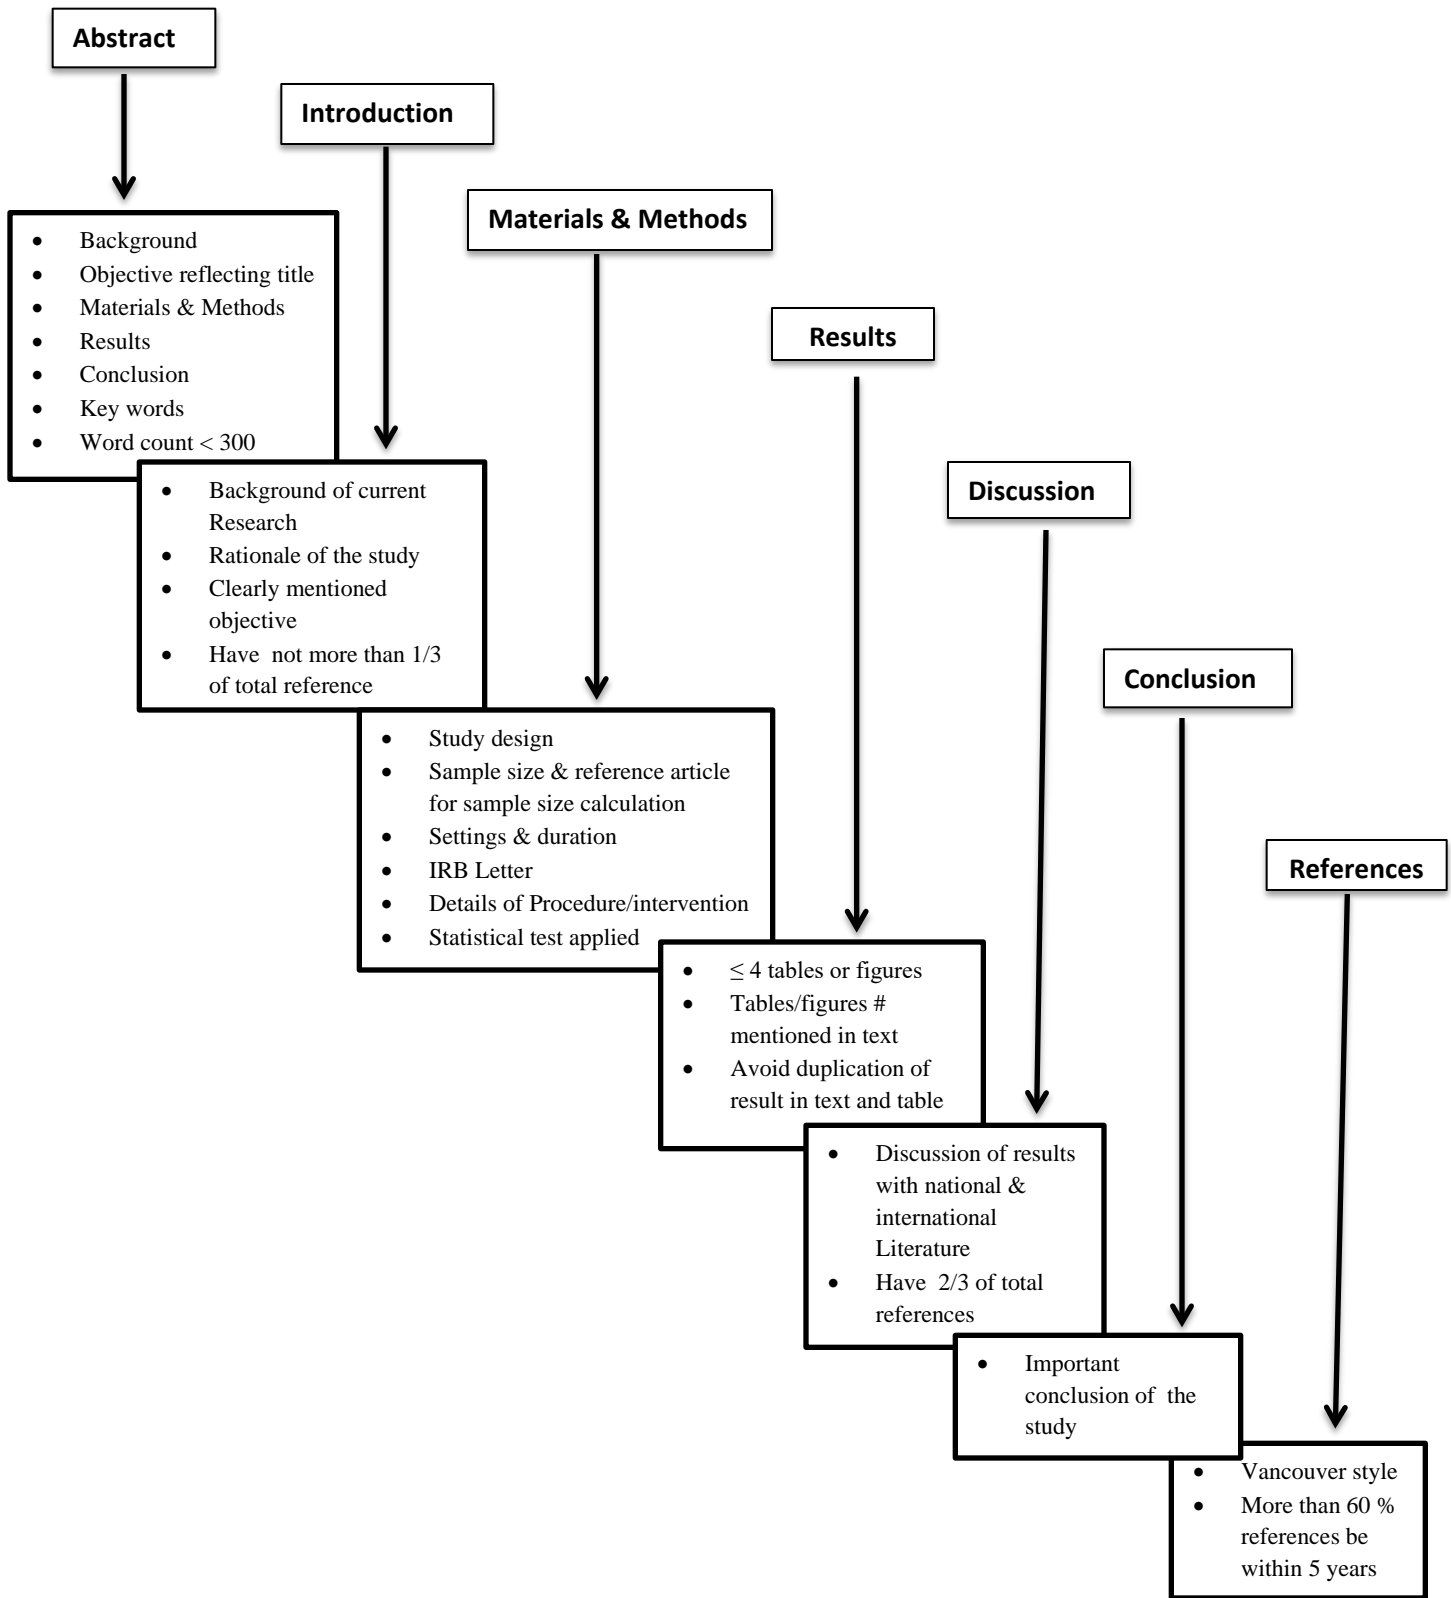 Abstract
• Background
• Objective reflecting title
• Materials & Methods
• Results
• Conclusion
• Key words
• Word count < 300
Introduction
• Background of current
Research
• Rationale of the study
• Clearly mentioned
objective
• Have  not more than 1/3
of total reference
Materials & Methods
• Study design
• Sample size & reference article
for sample size calculation
• Settings & duration
• IRB Letter
• Details of Procedure/intervention
• Statistical test applied
Results
• ≤ 4 tables or figures
• Tables/figures #
mentioned in text
• Avoid duplication of
result in text and table
Discussion
• Discussion of results
with national &
international
Literature
• Have  2/3 of total
references
Conclusion
• Important
conclusion of  the
study
References
• Vancouver style
• More than 60 %
references be
within 5 years